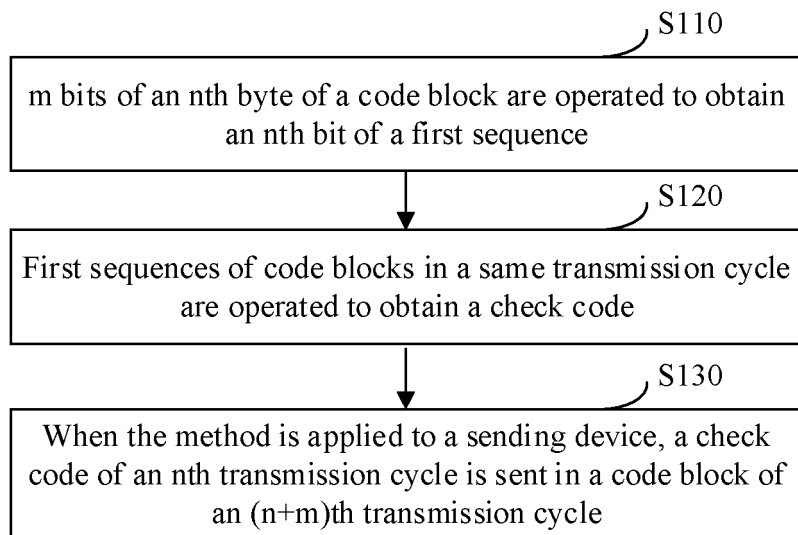 S110
m bits of an nth byte of a code block are operated to obtain
an nth bit of a first sequence
S120
First sequences of code blocks in a same transmission cycle
are operated to obtain a check code
S130
When the method is applied to a sending device, a check
code of an nth transmission cycle is sent in a code block of
an (n+m)th transmission cycle